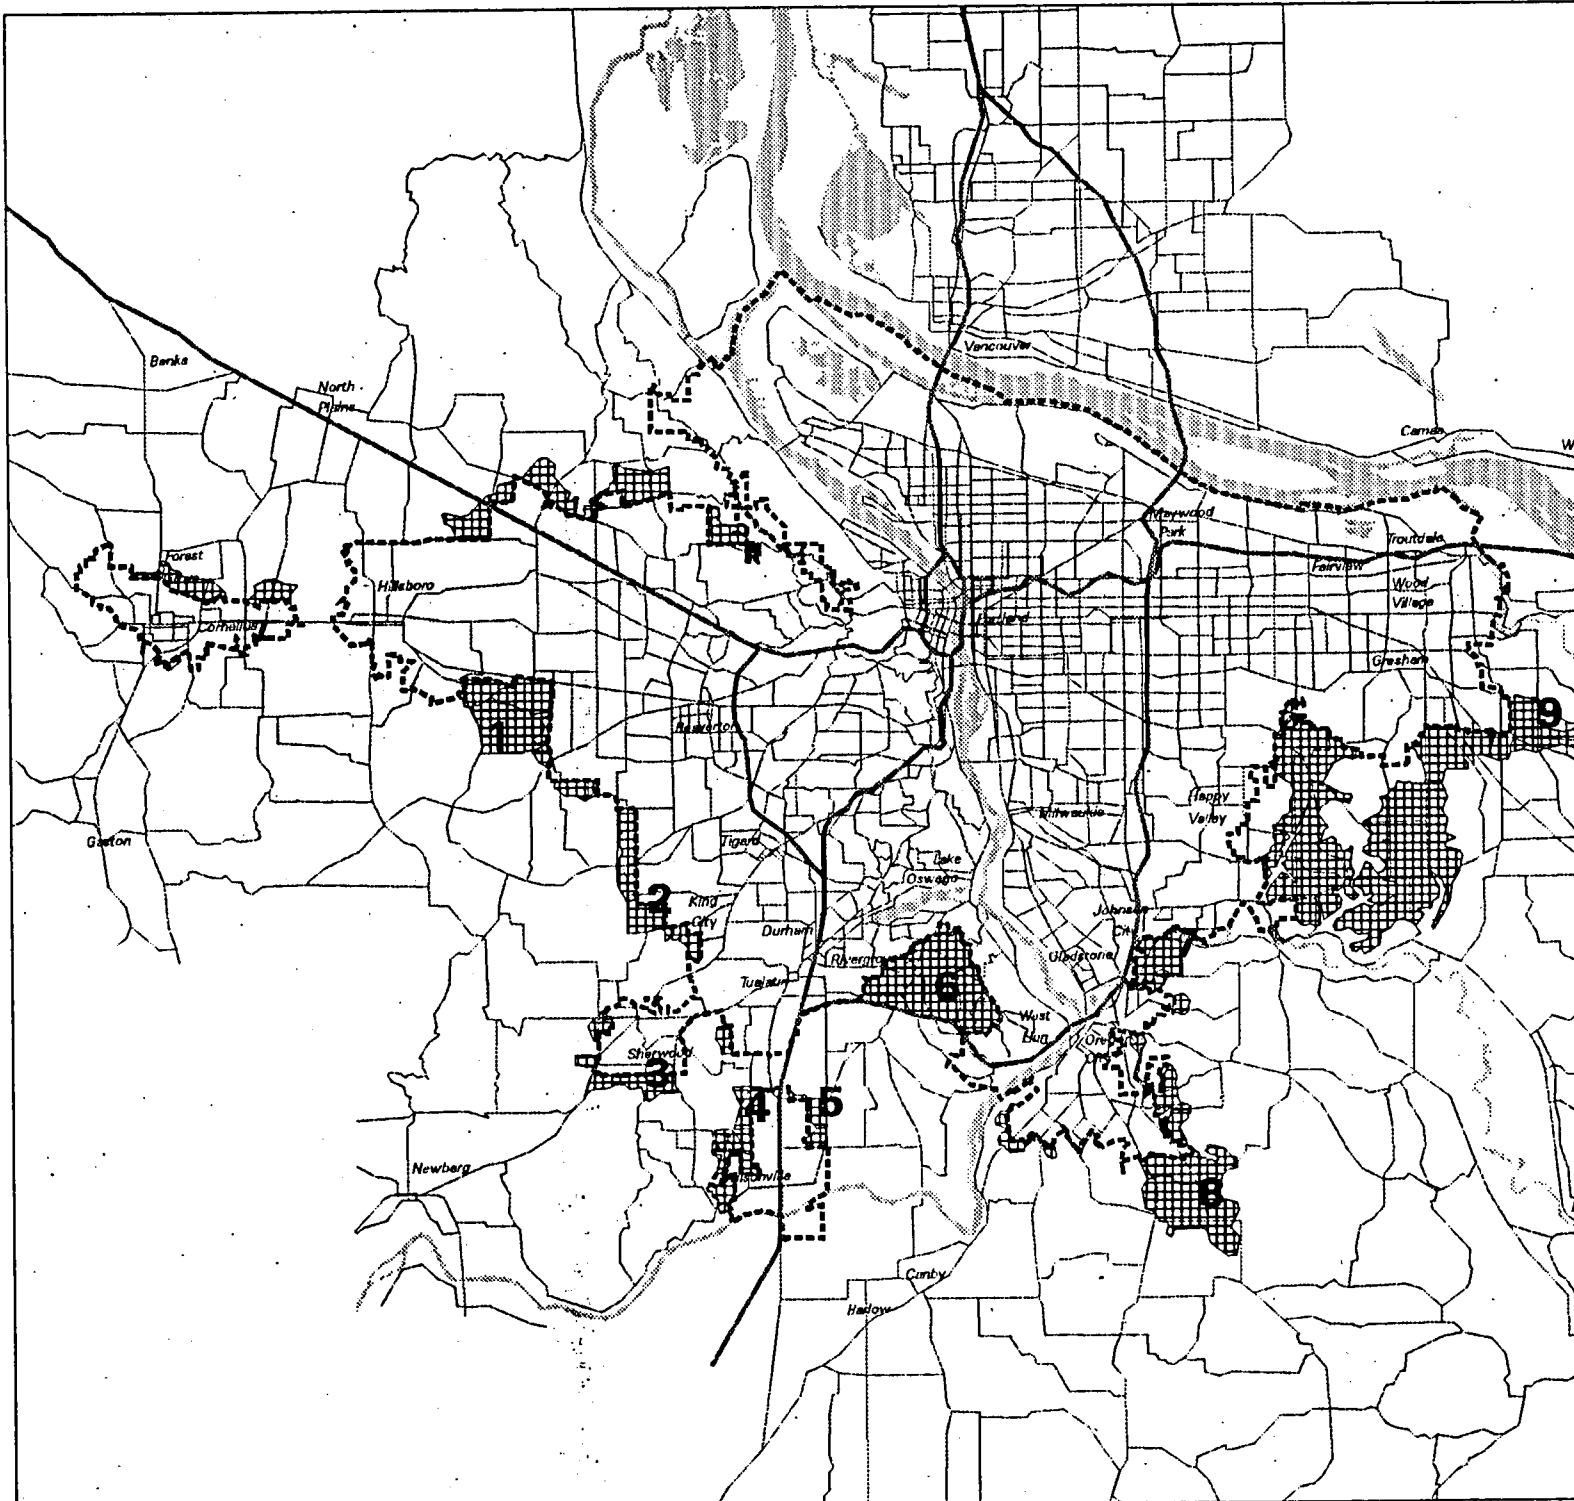 Vancouver
Banks
North
Plains
Camas
W
Maywood
Park
Troutdale
Forest
Fairview
Hillsboro
Wood
Village
Cornelius
Portland
Gresham
9
1
Beaverton
Happy
Valley
Milwaukie
Gaston
Tigard
Lake
Oswego
2
King
City
Johnson
City
Durham
Rivergrove
Gladstone
Tualatin
6
West
Linn
Sherwood
3
4
5
Newberg
Wilsonville
8
Canby
Barlow